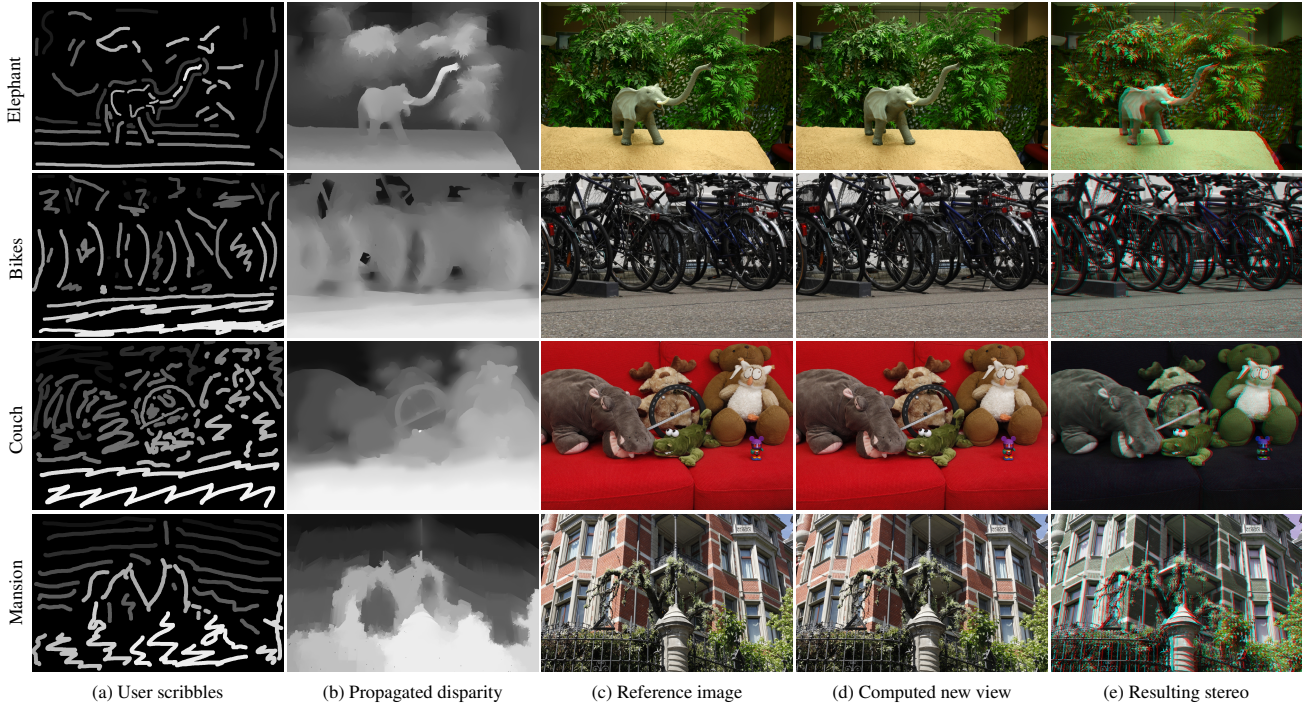 Elephant
Bikes
Couch
Mansion
(a) User scribbles
(b) Propagated disparity
(c) Reference image
(d) Computed new view
(e) Resulting stereo